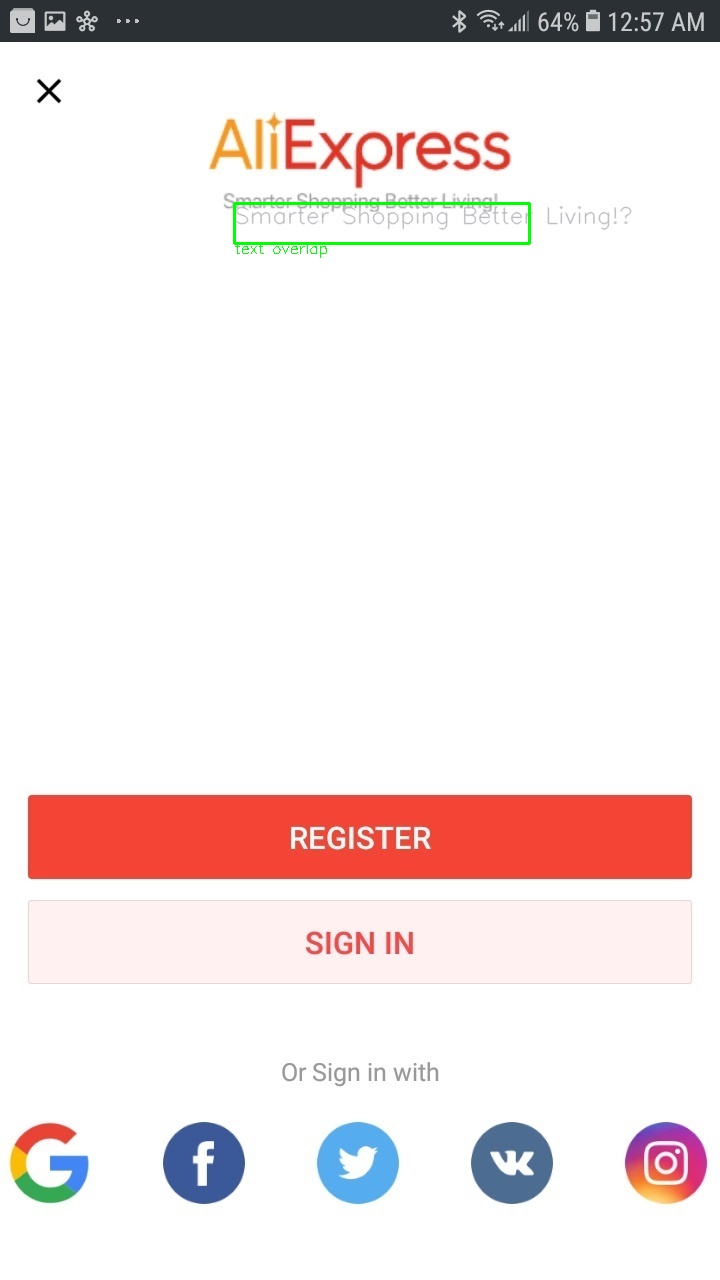 64% 12:57 AM
AliExpress
Smarter Shopping Better Living!
Smarter Shopping Better Living!?
text overlap
REGISTER
SIGN IN
Or Sign in with